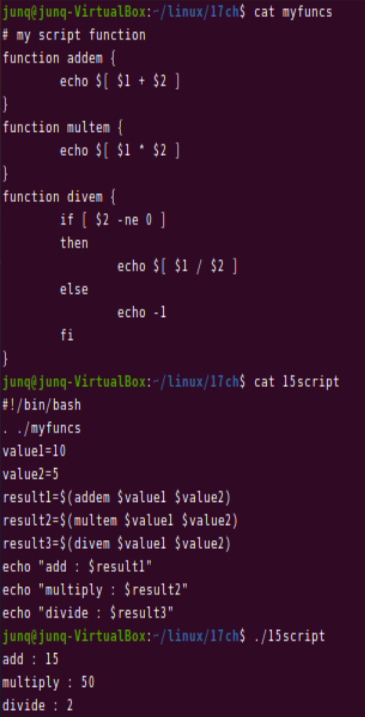 junq@junq-VirtualBox:~/linux/17ch$ cat myfuncs
# my script function
function addem {
        echo $[ $1 + $2 ]
}
function multem {
        echo $[ $1 * $2 ]
}
function divem {
        if [ $2 -ne 0 ]
        then
                echo $[ $1 / $2 ]
        else
                echo -1
        fi
}
junq@junq-VirtualBox:~/linux/17ch$ cat 15script
#!/bin/bash
. ./myfuncs
value1=10
value2=5
result1=$(addem $value1 $value2)
result2=$(multem $value1 $value2)
result3=$(divem $value1 $value2)
echo "add : $result1"
echo "multiply : $result2"
echo "divide : $result3"
junq@junq-VirtualBox:~/linux/17ch$ ./15script
add : 15
multiply : 50
divide : 2